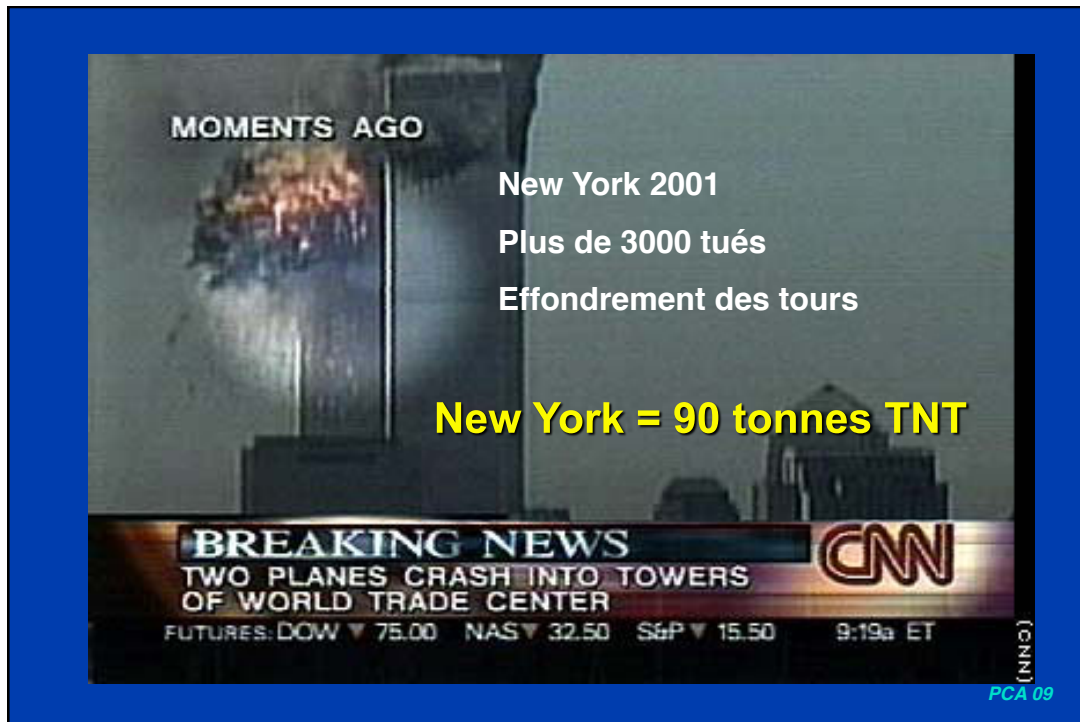 MOMENTS AGO
New York 2001
Plus de 3000 tués
Effondrement des tours
New York = 90 tonnes TNT
BREAKING NEWS
CNN
TWO PLANES CRASH INTO TOWERS
OF WORLD TRADE CENTER
FUTURES: DOW ▼ 75.00 NAS ▼ 32.50 S&P ▼ 15.50 9:19a ET
(CNN)
PCA 09